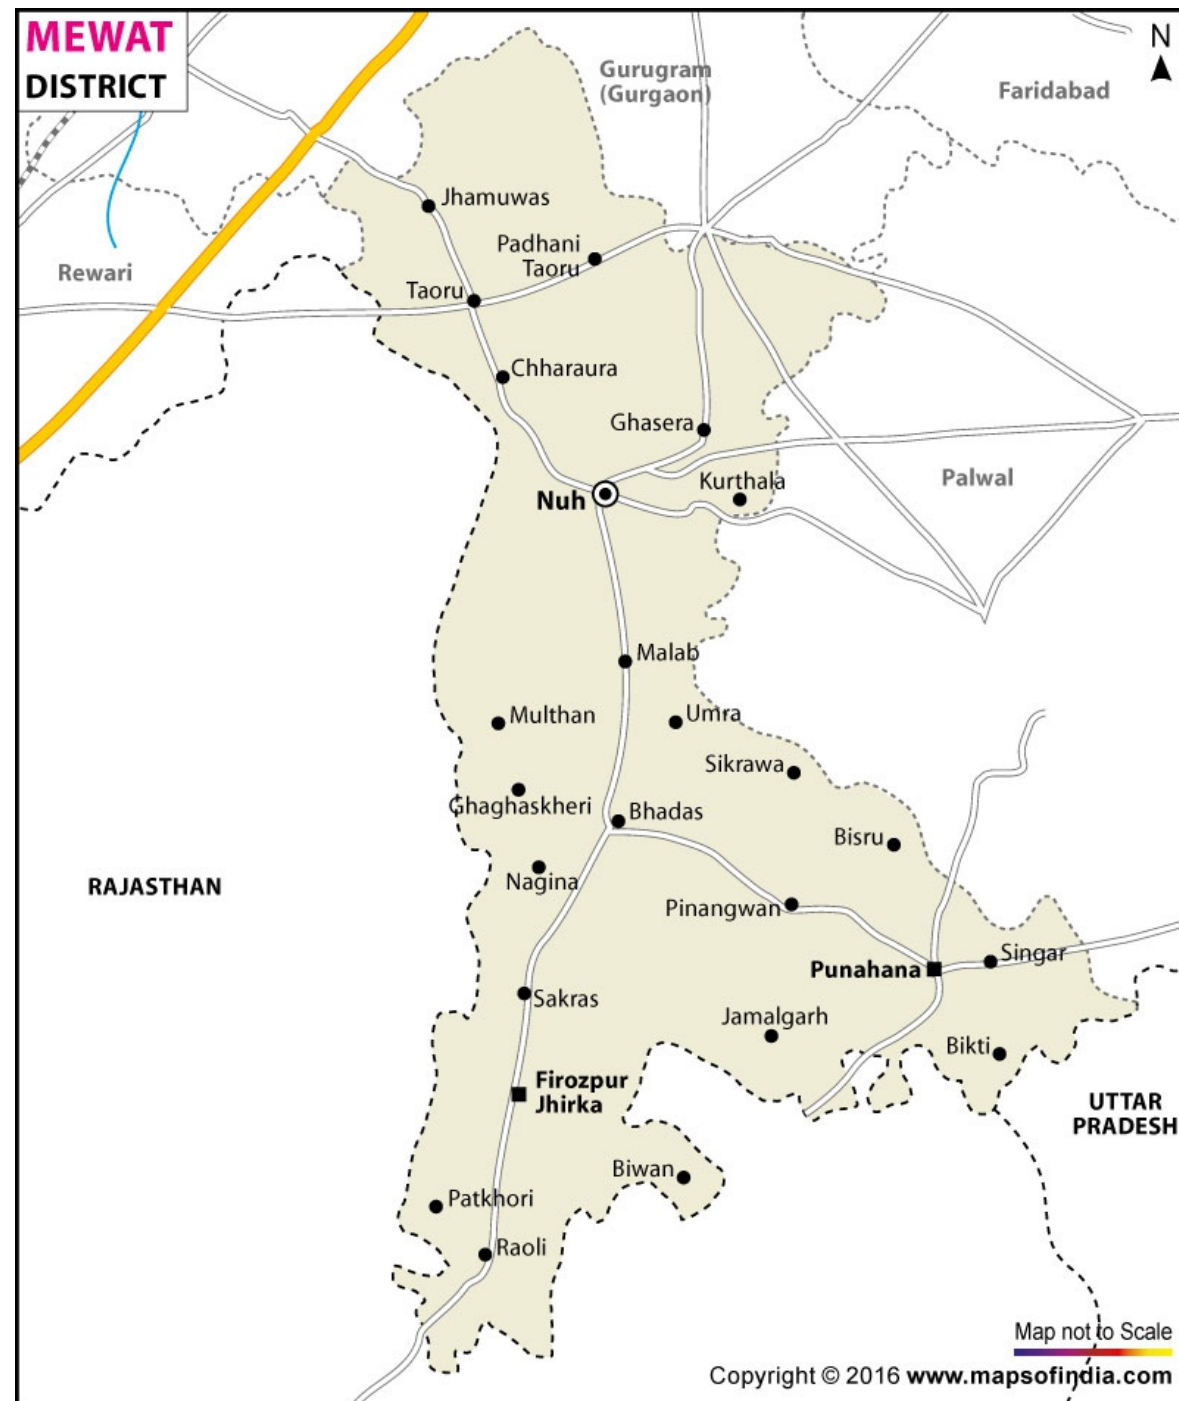 MEWAT
DISTRICT
N
Gurugram
(Gurgaon)
Faridabad
Jhamuwas
Padhani
Taoru
Rewari
Taoru
Chharaura
Ghasera
Kurthala
Palwal
Nuh
Malab
Multhan
Umra
Sikrawa
Ghaghaskheri
Bhadas
Bisru
RAJASTHAN
Nagina
Pinangwan
Singar
Punahana
Sakras
Jamalgarh
Bikti
Firozpur
Jhirka
UTTAR
PRADESH
Biwan
Patkhori
Raoli
Map not to Scale
Copyright © 2016 www.mapsofindia.com